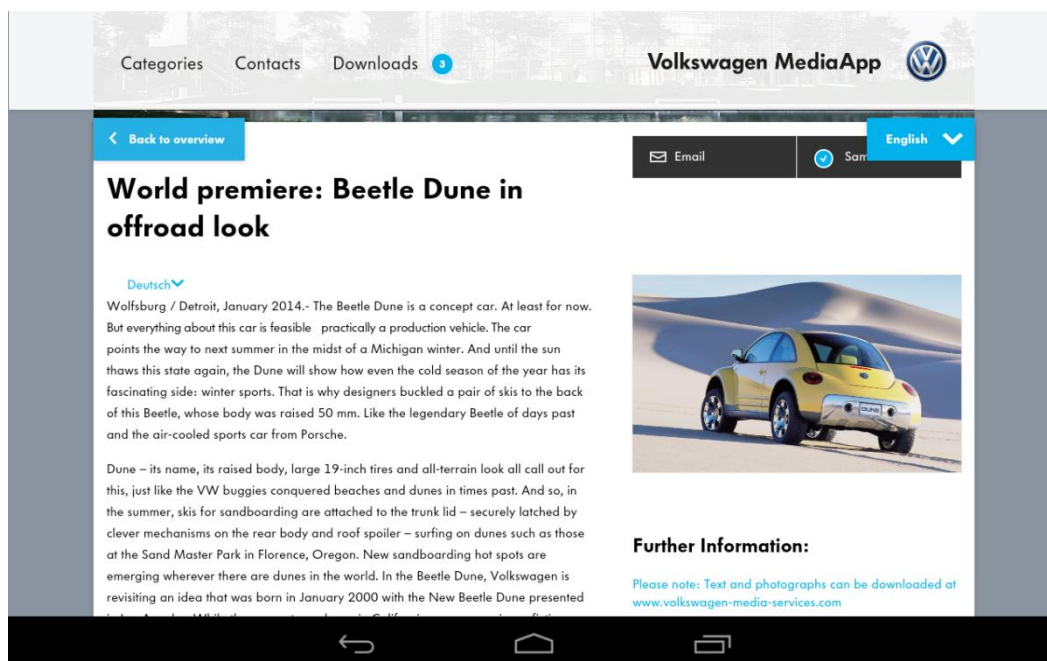 Categories Contacts Downloads 3 Volkswagen MediaApp
Back to overview
English
Email
World premiere: Beetle Dune in
offroad look
Deutsch
Wolfsburg / Detroit, January 2014.- The Beetle Dune is a concept car. At least for now.
But everything about this car is feasible practically a production vehicle. The car
points the way to next summer in the midst of a Michigan winter. And until the sun
thaws this state again, the Dune will show how even the cold season of the year has its
fascinating side: winter sports. That is why designers buckled a pair of skis to the back
of this Beetle, whose body was raised 50 mm. Like the legendary Beetle of days past
and the air-cooled sports car from Porsche.
Dune – its name, its raised body, large 19-inch tires and all-terrain look all call out for
this, just like the VW buggies conquered beaches and dunes in times past. And so, in
the summer, skis for sandboarding are attached to the trunk lid – securely latched by
clever mechanisms on the rear body and roof spoiler – surfing on dunes such as those
at the Sand Master Park in Florence, Oregon. New sandboarding hot spots are
emerging wherever there are dunes in the world. In the Beetle Dune, Volkswagen is
revisiting an idea that was born in January 2000 with the New Beetle Dune presented
DUNE
Further Information:
Please note: Text and photographs can be downloaded at
www.volkswagen-media-services.com